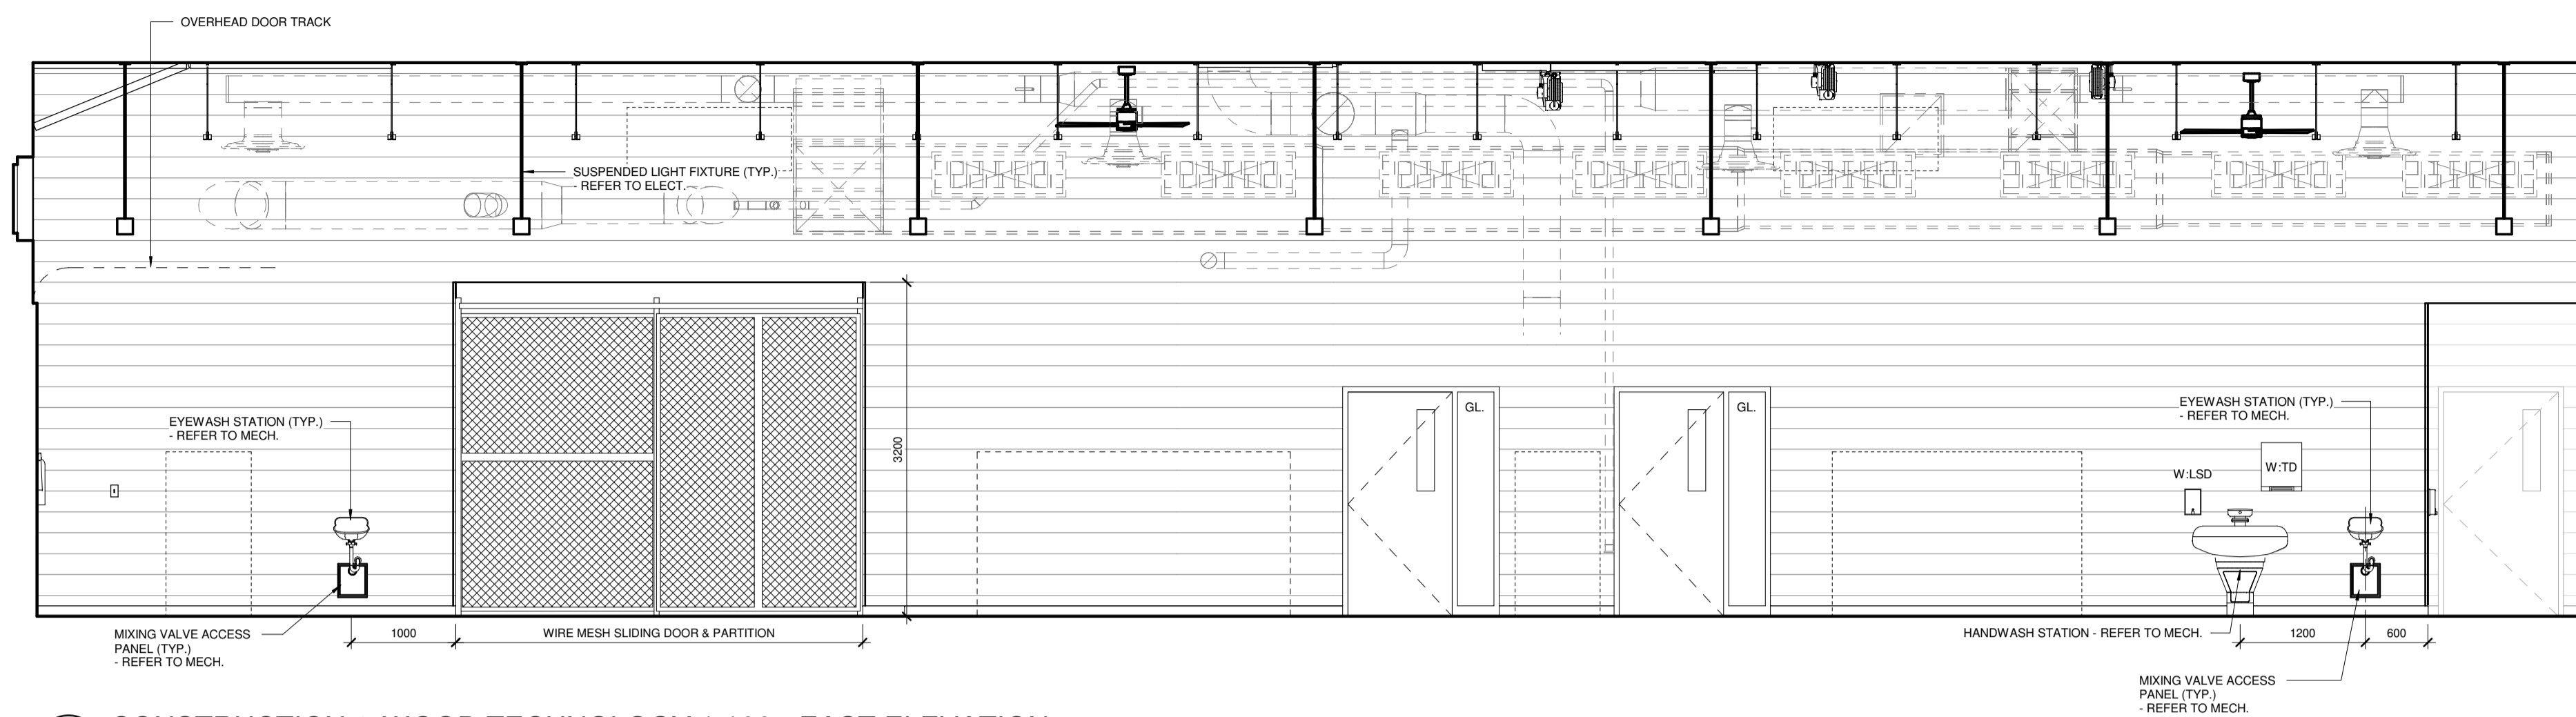 OVERHEAD DOOR TRACK
SUSPENDED LIGHT FIXTURE (TYP.)
- REFER TO ELECT.
EYEWASH STATION (TYP.)
- REFER TO MECH.
3200
GL.
GL.
EYEWASH STATION (TYP.)
- REFER TO MECH.
W:LSD
W:TD
MIXING VALVE ACCESS
PANEL (TYP.)
- REFER TO MECH.
1000
WIRE MESH SLIDING DOOR & PARTITION
HANDWASH STATION - REFER TO MECH.
1200
600
MIXING VALVE ACCESS
PANEL (TYP.)
- REFER TO MECH.